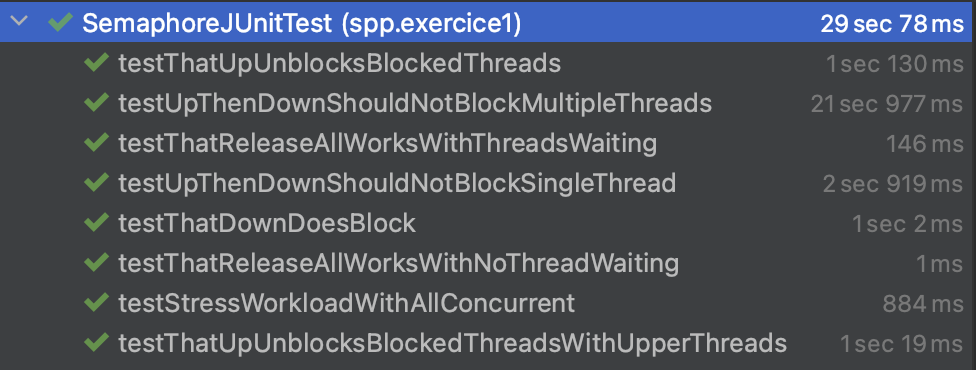 SemaphoreJUnitTest (spp.exercice1) 29 sec 78 ms
testThatUpUnblocksBlockedThreads 1 sec 130 ms
testUpThenDownShouldNotBlockMultipleThreads 21 sec 977 ms
testThatReleaseAllWorksWithThreadsWaiting 146 ms
testUpThenDownShouldNotBlockSingleThread 2 sec 919 ms
testThatDownDoesBlock 1 sec 2 ms
testThatReleaseAllWorksWithNoThreadWaiting 1 ms
testStressWorkloadWithAllConcurrent 884 ms
testThatUpUnblocksBlockedThreadsWithUpperThreads 1 sec 19 ms